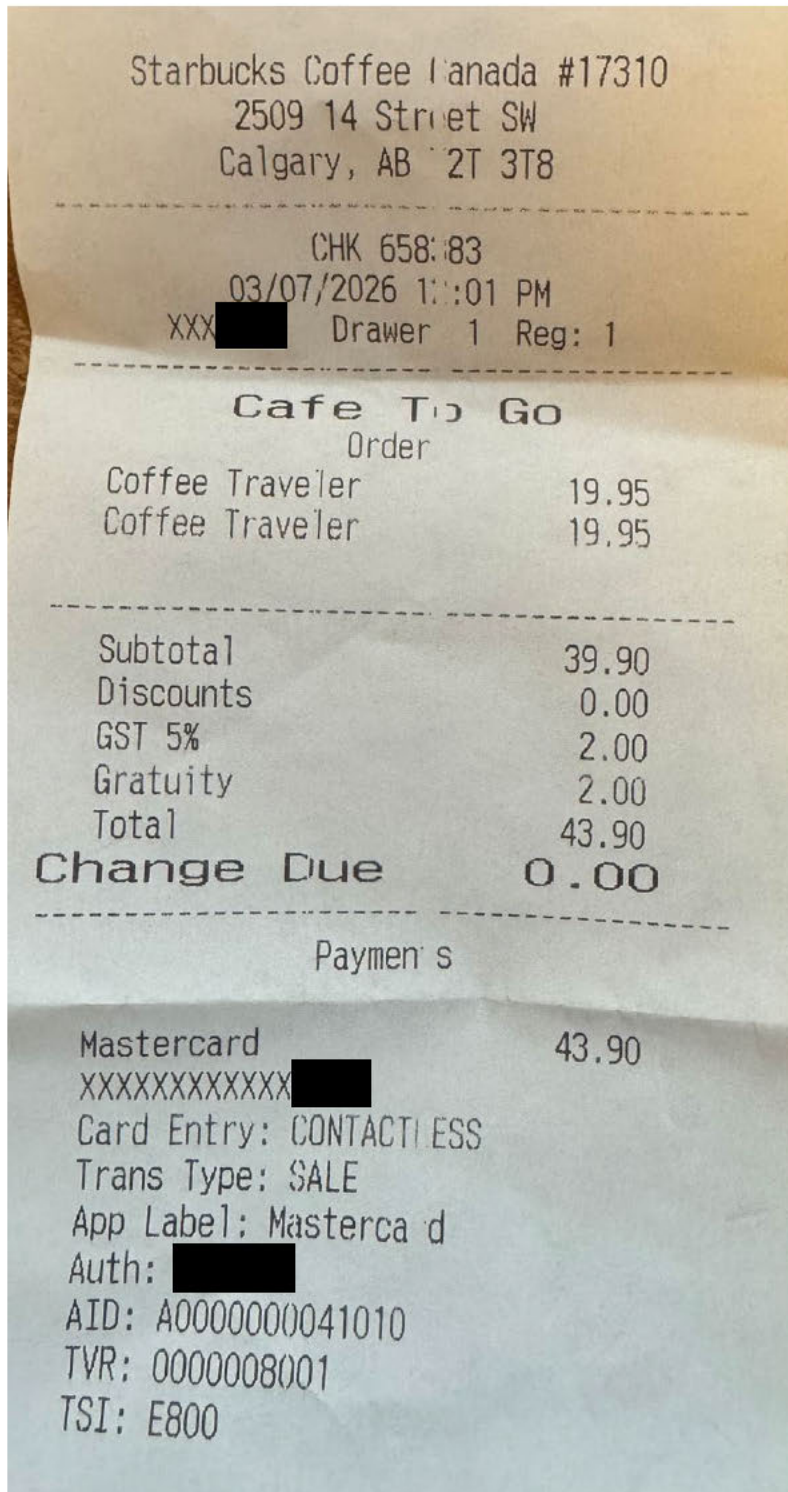 Starbucks Coffee Canada #17310
2509 14 Street SW
Calgary, AB 2T 3T8
CHK
03/07/2026 PM
XXX Drawer 1 Reg: 1
Cafe To Go
Order
Coffee Traveler 19.95
Coffee Traveler 19.95
Subtotal 39.90
Discounts 0.00
GST 5% 2.00
Gratuity 2.00
Total 43.90
Change Due 0.00
Payments
Mastercard 43.90
XXXXXXXXXXXX
Card Entry: CONTACTLESS
Trans Type: SALE
App Label: Mastercard
Auth:
AID: A0000000041010
TVR: 0000008001
TSI: E800